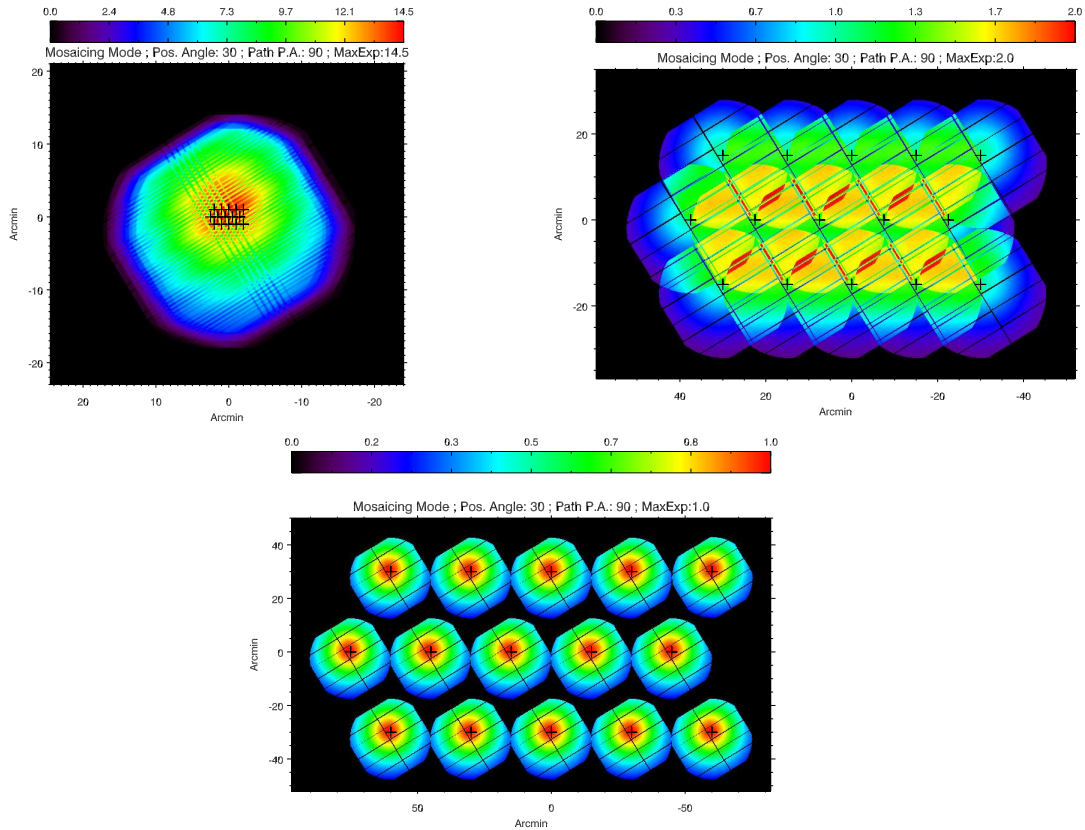 0.0 2.4 4.8 7.3 9.7 12.1 14.5
Mosaicing Mode ; Pos. Angle: 30 ; Path P.A.: 90 ; MaxExp:14.5
20
10
0
-10
-20
Arcmin
20 10 0 -10 -20
Arcmin
0.0 0.3 0.7 1.0 1.3 1.7 2.0
Mosaicing Mode ; Pos. Angle: 30 ; Path P.A.: 90 ; MaxExp:2.0
20
0
-20
Arcmin
40 20 0 -20 -40
Arcmin
0.0 0.2 0.3 0.5 0.7 0.8 1.0
Mosaicing Mode ; Pos. Angle: 30 ; Path P.A.: 90 ; MaxExp:1.0
40
20
0
-20
-40
Arcmin
50 0 -50
Arcmin